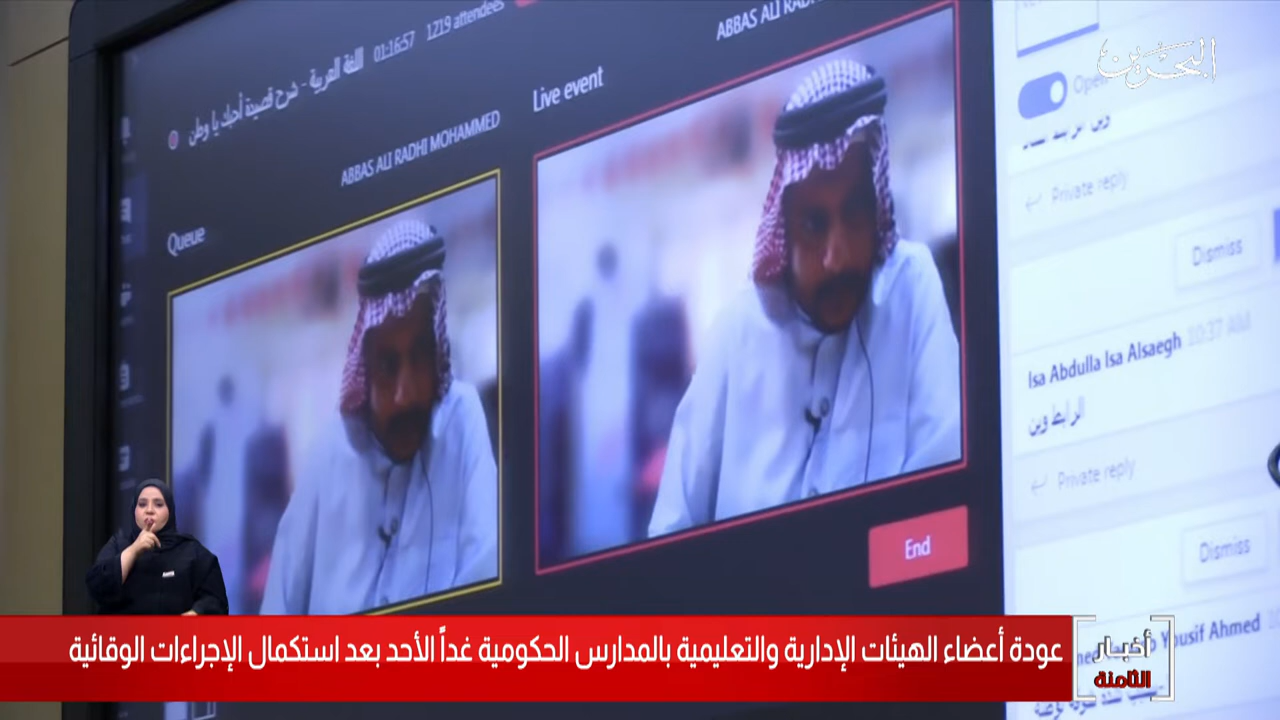 البحرين
اللغة العربية - شرح قصيدة أحبك يا وطن
01:16:57
1219 attendees
ABBAS ALI RADHI MOHAMMED
Queue
ABBAS ALI RADHI
Live event
End
Private reply
Dismiss
Isa Abdulla Isa Alsaegh 10:37 AM
الرابط وين
Private reply
Dismiss
Yousif Ahmed
عودة أعضاء الهيئات الإدارية والتعليمية بالمدارس الحكومية غداً الأحد بعد استكمال الإجراءات الوقائية
أخبار
الثامنة